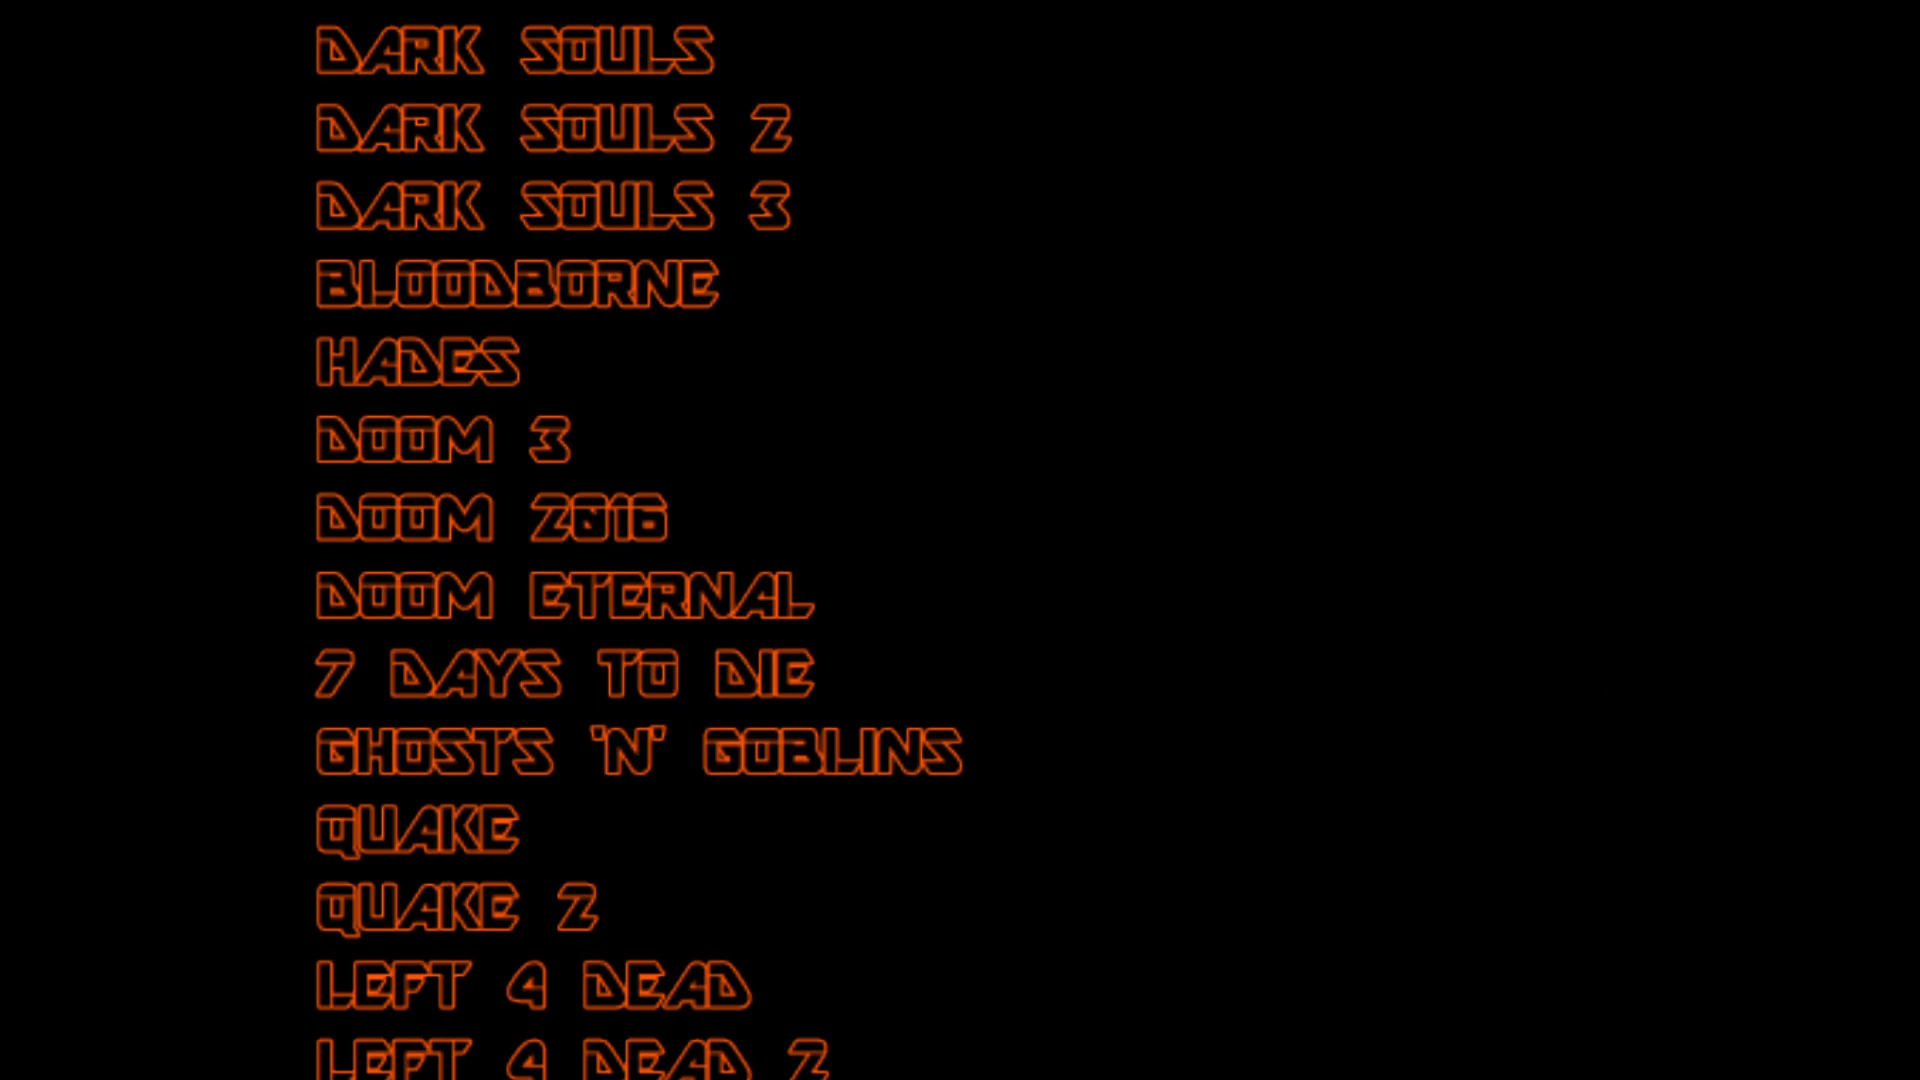 DARK SOULS
DARK SOULS 2
DARK SOULS 3
BLOODBORNE
HADES
DOOM 3
DOOM 2016
DOOM ETERNAL
7 DAYS TO DIE
GHOSTS 'N' GOBLINS
QUAKE
QUAKE 2
LEFT 4 DEAD
LEFT 4 DEAD 2